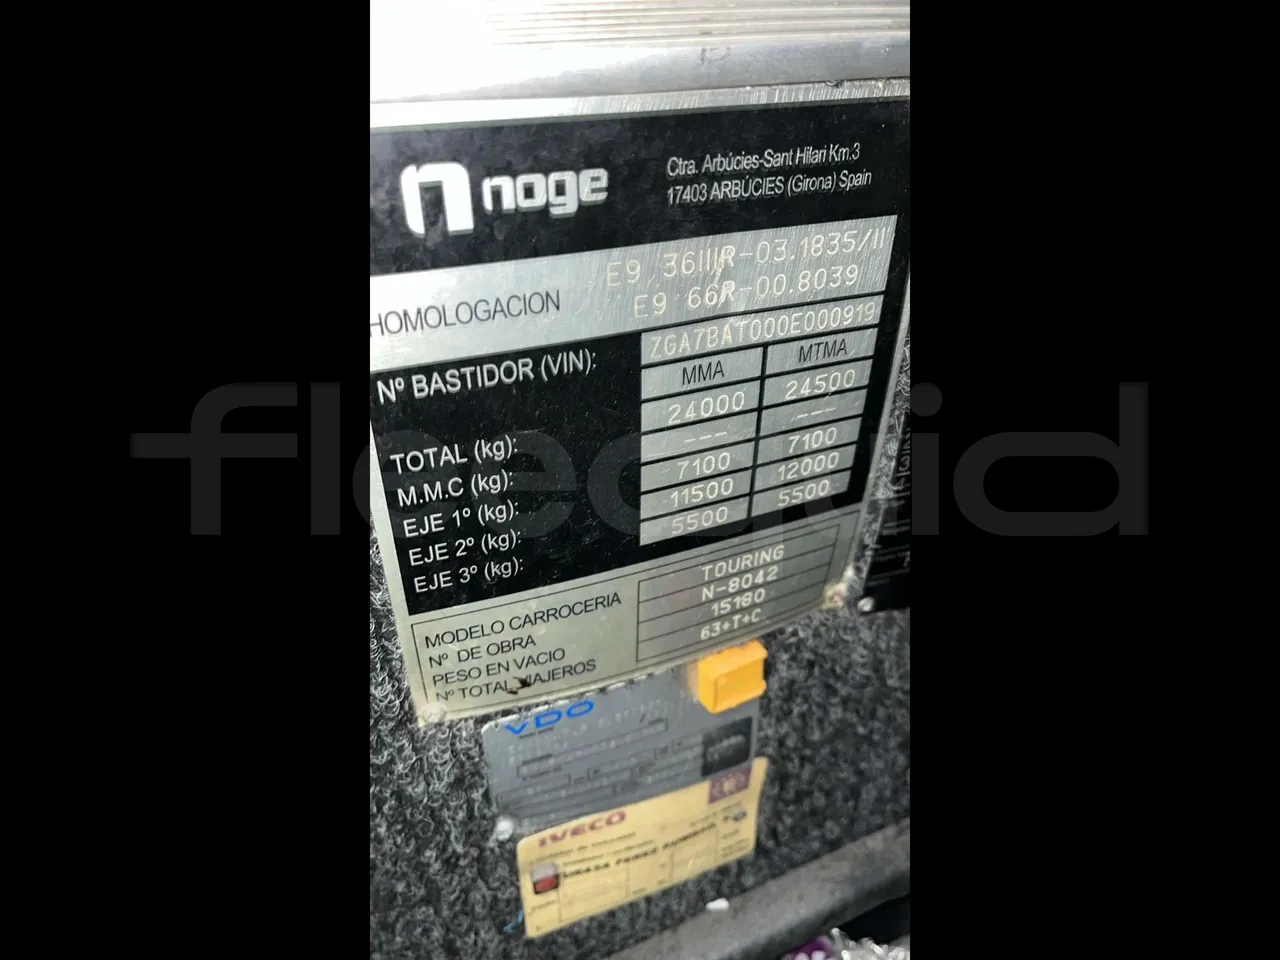 noge
Ctra. Arbúcies-Sant Hilari Km.3
17403 ARBÚCIES (Girona) Spain
HOMOLOGACION
E9 36IIIR-03.1835/II
E9 66R-00.8039
Nº BASTIDOR (VIN): ZGA7BAT000E000919
MMA MTMA
TOTAL (kg): 24000 24500
M.M.C (kg): --- ---
EJE 1º (kg): 7100 7100
EJE 2º (kg): 11500 12000
EJE 3º (kg): 5500 5500
MODELO CARROCERIA TOURING
Nº DE OBRA N-8042
PESO EN VACIO 15180
Nº TOTAL VIAJEROS 63+T+C
fleequid
VDO
IVECO